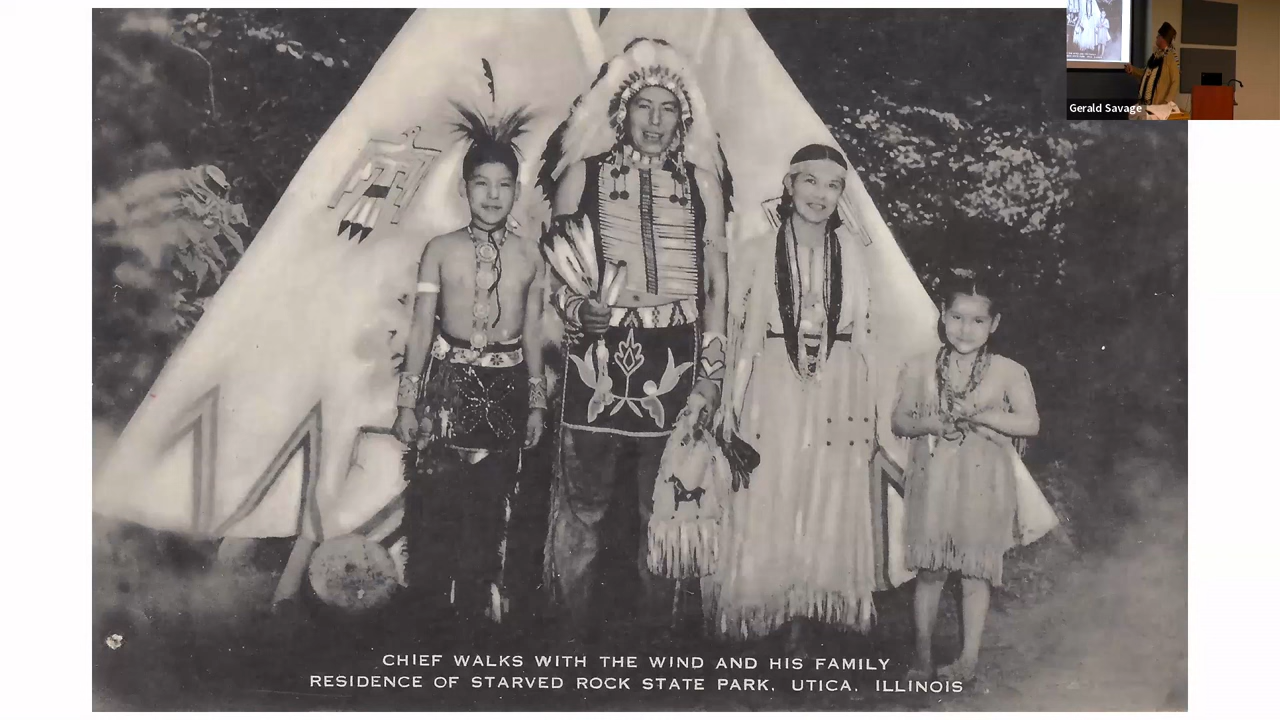 Gerald Savage
CHIEF WALKS WITH THE WIND AND HIS FAMILY
RESIDENCE OF STARVED ROCK STATE PARK, UTICA, ILLINOIS